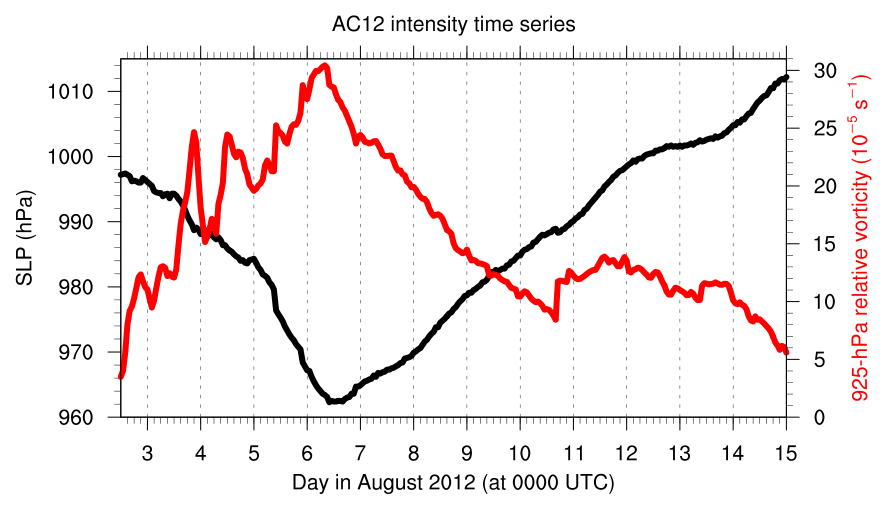 AC12 intensity time series
1010
1000
990
980
970
960
SLP (hPa)
30
25
20
15
10
5
0
925-hPa relative vorticity (10⁻⁵ s⁻¹)
3 4 5 6 7 8 9 10 11 12 13 14 15
Day in August 2012 (at 0000 UTC)